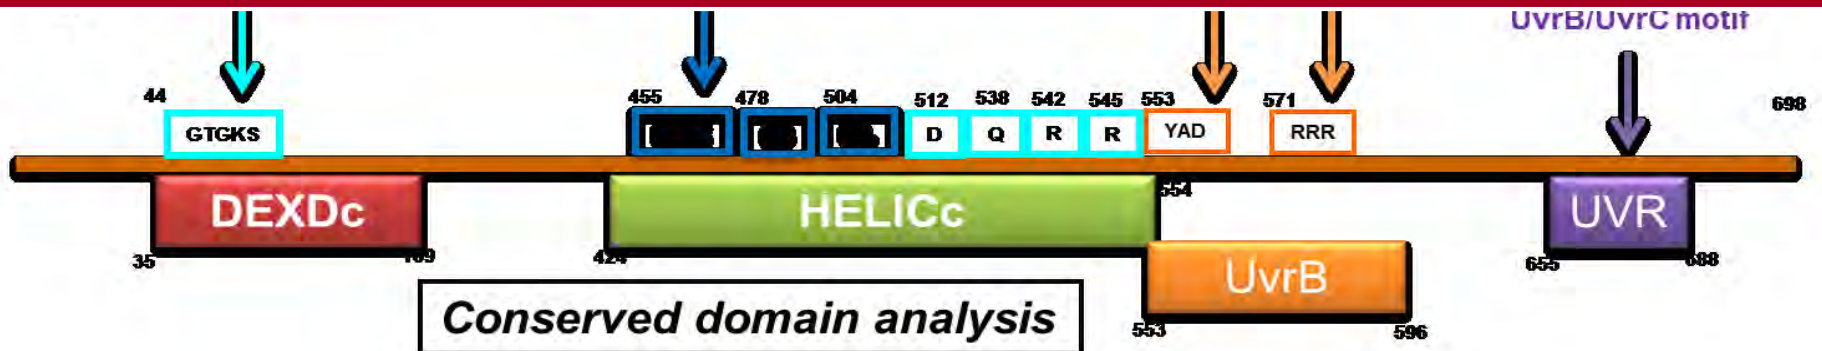 UvrB/UvrC motif
44 455 478 504 512 538 542 545 553 571 698
GTGKS D Q R R YAD RRR
554
DEXDc HELICc UVR
35 424 655 688
UvrB
Conserved domain analysis
553 596